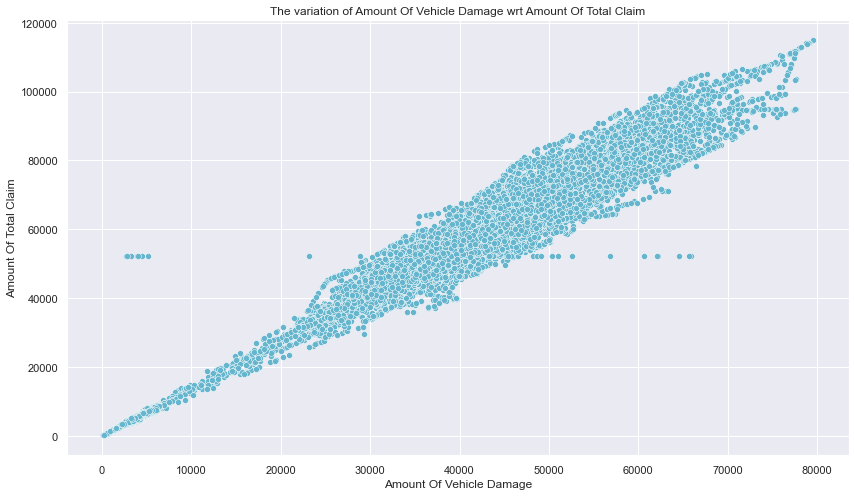 The variation of Amount Of Vehicle Damage wrt Amount Of Total Claim
120000
100000
80000
60000
40000
20000
0
Amount Of Total Claim
0 10000 20000 30000 40000 50000 60000 70000 80000
Amount Of Vehicle Damage